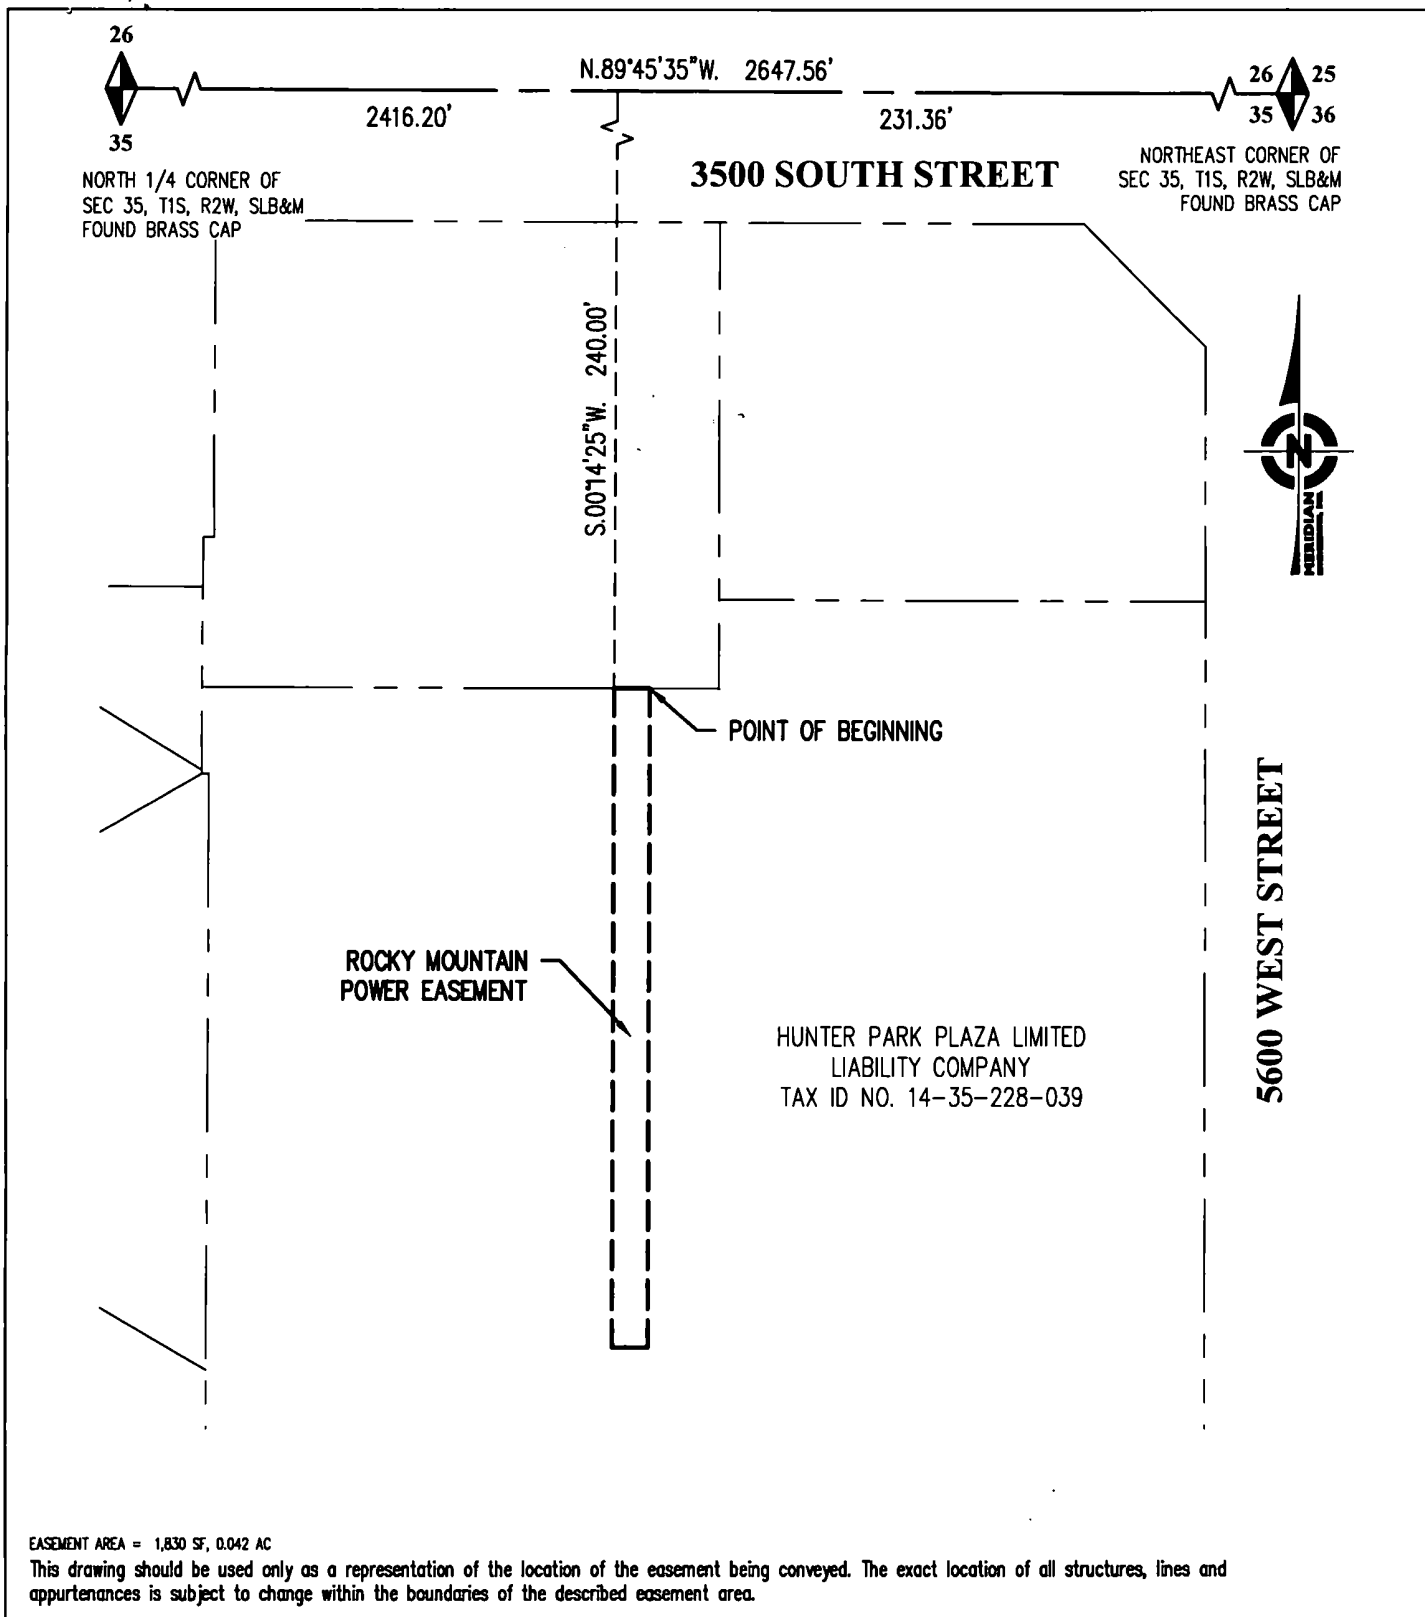 26
N.89°45'35"W. 2647.56'
26 25
2416.20'
231.36'
35
35 36
NORTH 1/4 CORNER OF
SEC 35, T1S, R2W, SLB&M
FOUND BRASS CAP
3500 SOUTH STREET
NORTHEAST CORNER OF
SEC 35, T1S, R2W, SLB&M
FOUND BRASS CAP
S.00°14'25"W. 240.00'
N
MERIDIAN
POINT OF BEGINNING
5600 WEST STREET
ROCKY MOUNTAIN
POWER EASEMENT
HUNTER PARK PLAZA LIMITED
LIABILITY COMPANY
TAX ID NO. 14-35-228-039
EASEMENT AREA = 1,830 SF, 0.042 AC
This drawing should be used only as a representation of the location of the easement being conveyed. The exact location of all structures, lines and
appurtenances is subject to change within the boundaries of the described easement area.